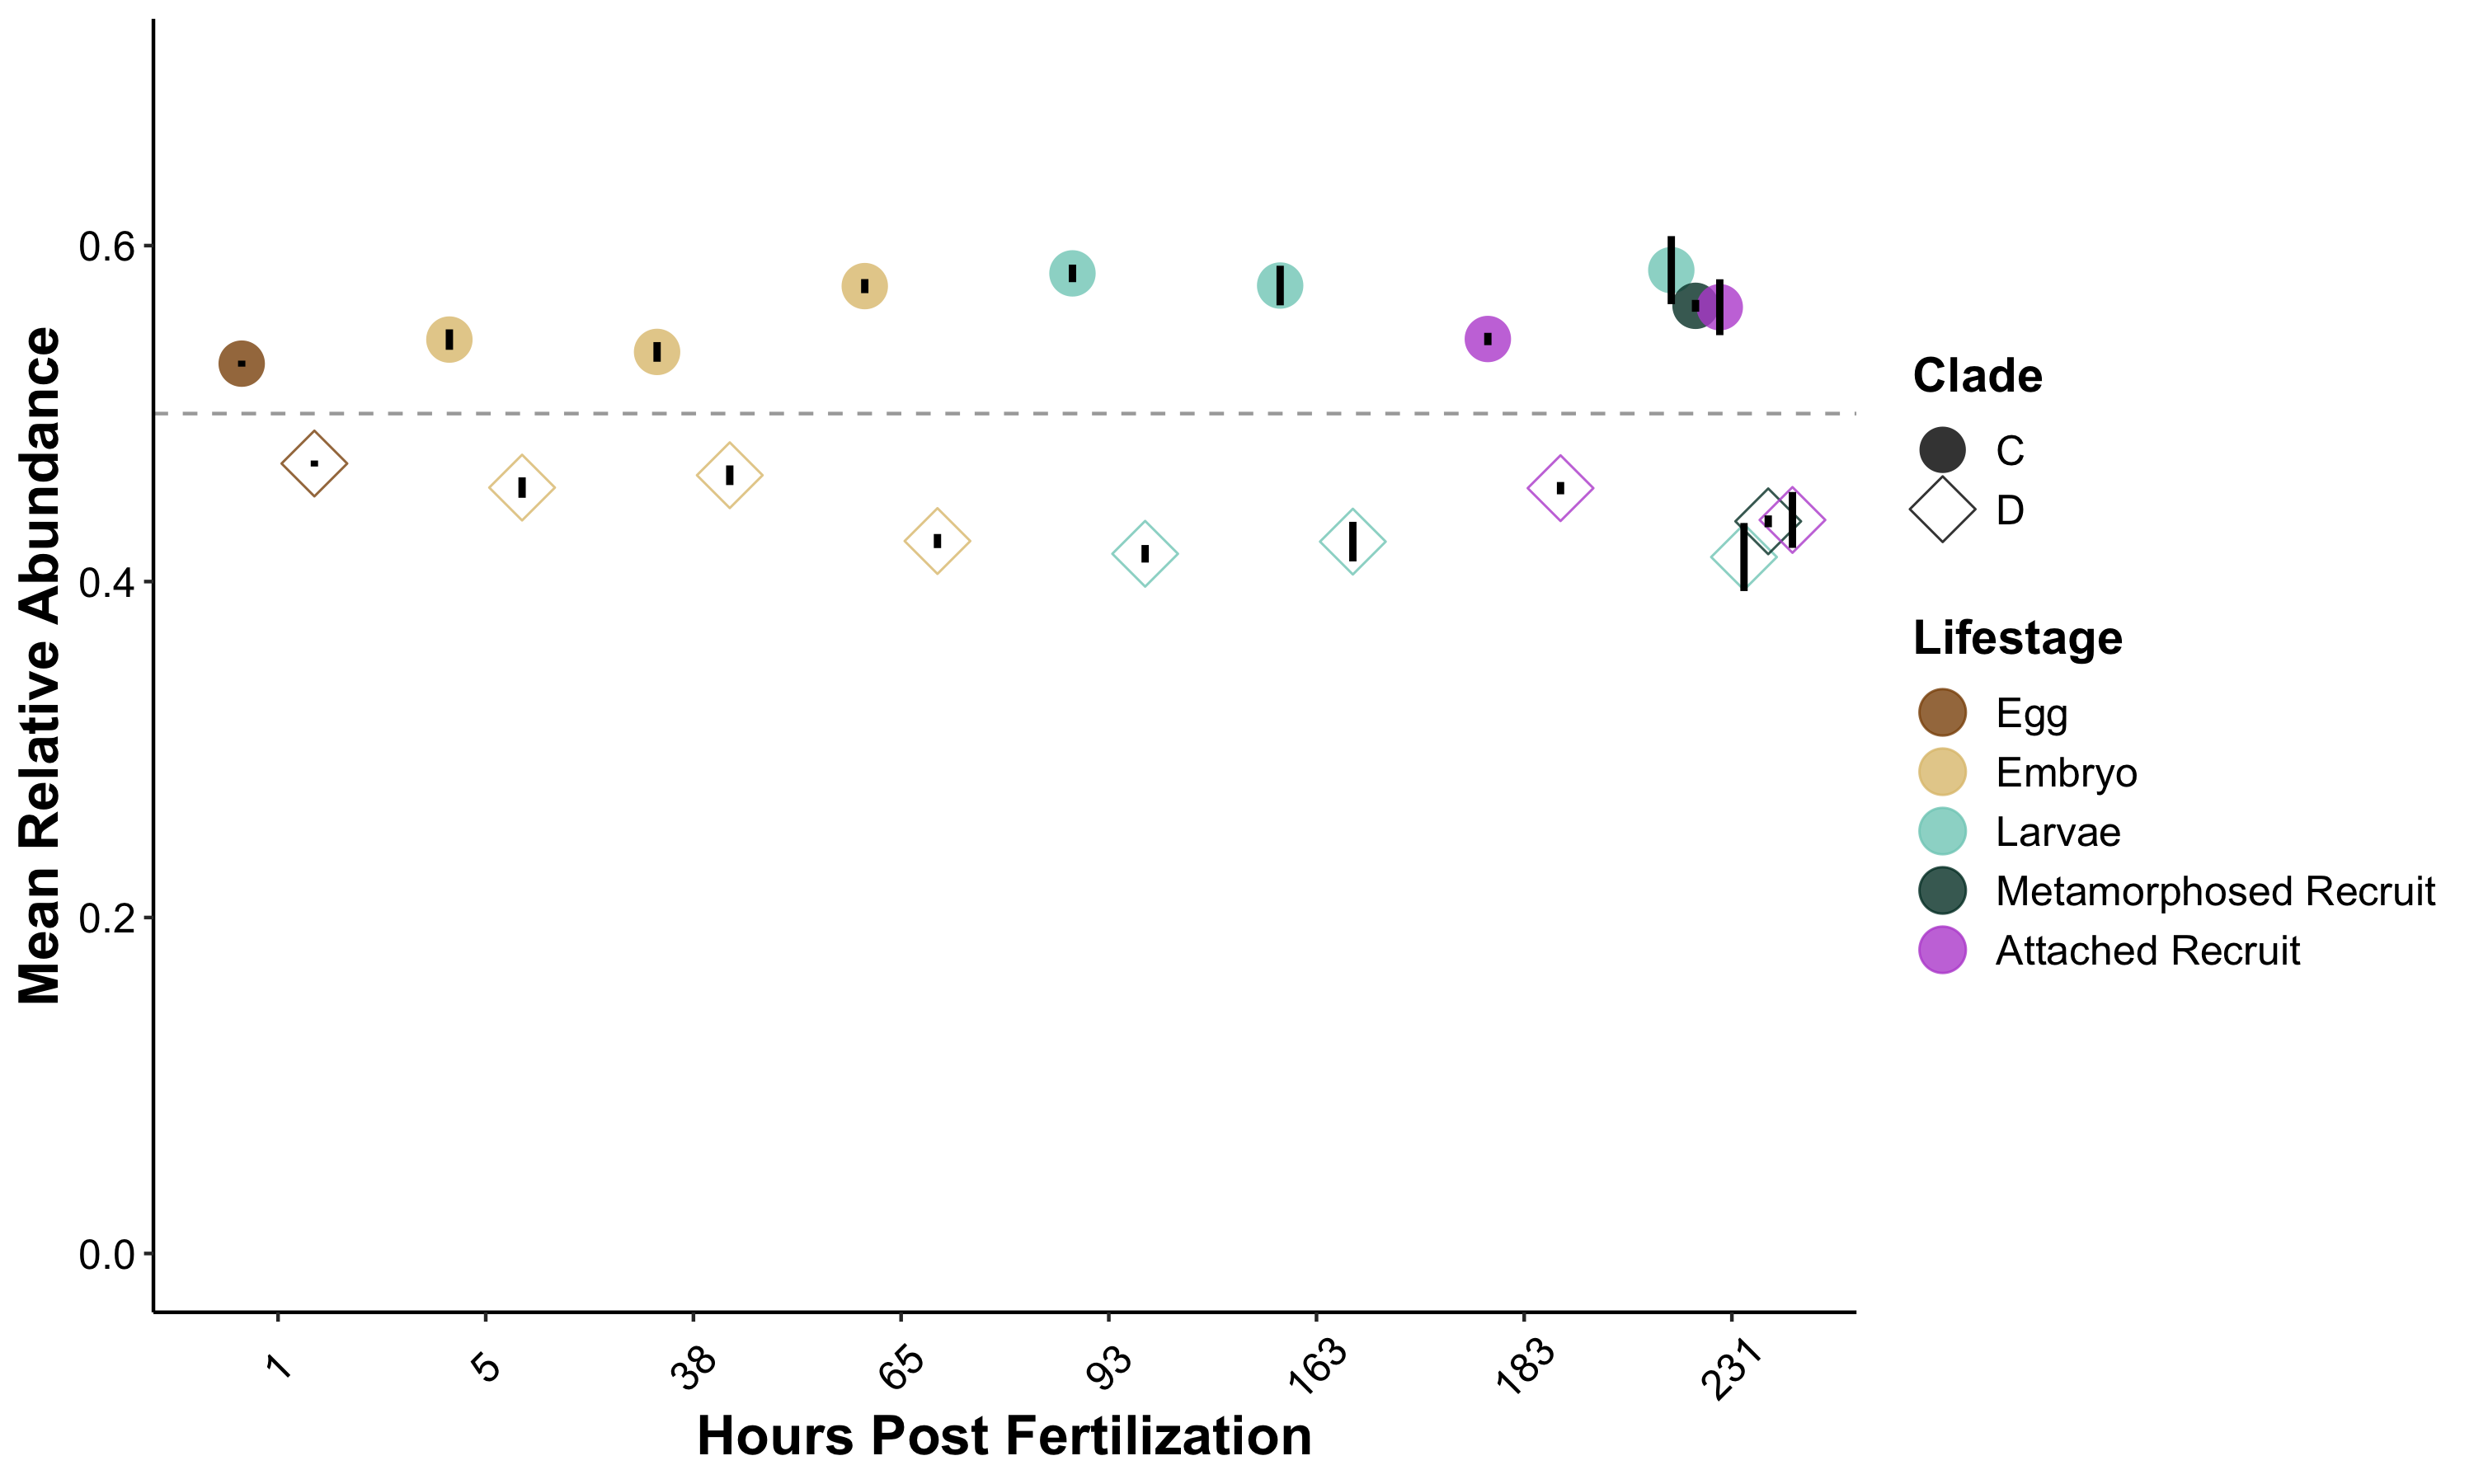 Mean Relative Abundance
0.6
0.4
0.2
0.0
1
5
38
65
93
163
183
231
Hours Post Fertilization
Clade
C
D
Lifestage
Egg
Embryo
Larvae
Metamorphosed Recruit
Attached Recruit